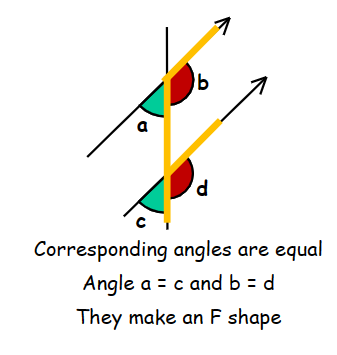 b
a
d
c
Corresponding angles are equal
Angle a = c and b = d
They make an F shape